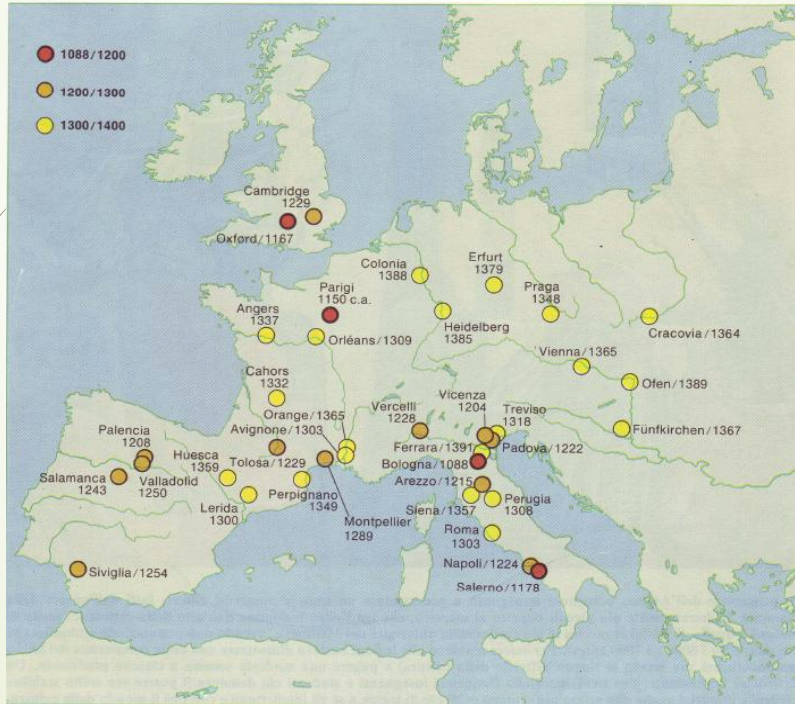 1088/1200
1200/1300
1300/1400
Cambridge
1229
Oxford/1167
Colonia
1388
Erfurt
1379
Parigi
1150 c.a.
Praga
1348
Angers
1337
Orléans/1309
Heidelberg
1385
Cracovia/1364
Vienna/1365
Cahors
1332
Ofen/1389
Orange/1365
Vercelli
1228
Vicenza
1204
Treviso
1318
Palencia
1208
Avignone/1303
Fünfkirchen/1367
Ferrara/1391
Padova/1222
Huesca
1359
Tolosa/1229
Bologna/1088
Salamanca
1243
Valladolid
1250
Arezzo/1215
Perpignano
1349
Siena/1357
Perugia
1308
Lerida
1300
Montpellier
1289
Roma
1303
Siviglia/1254
Napoli/1224
Salerno/1178